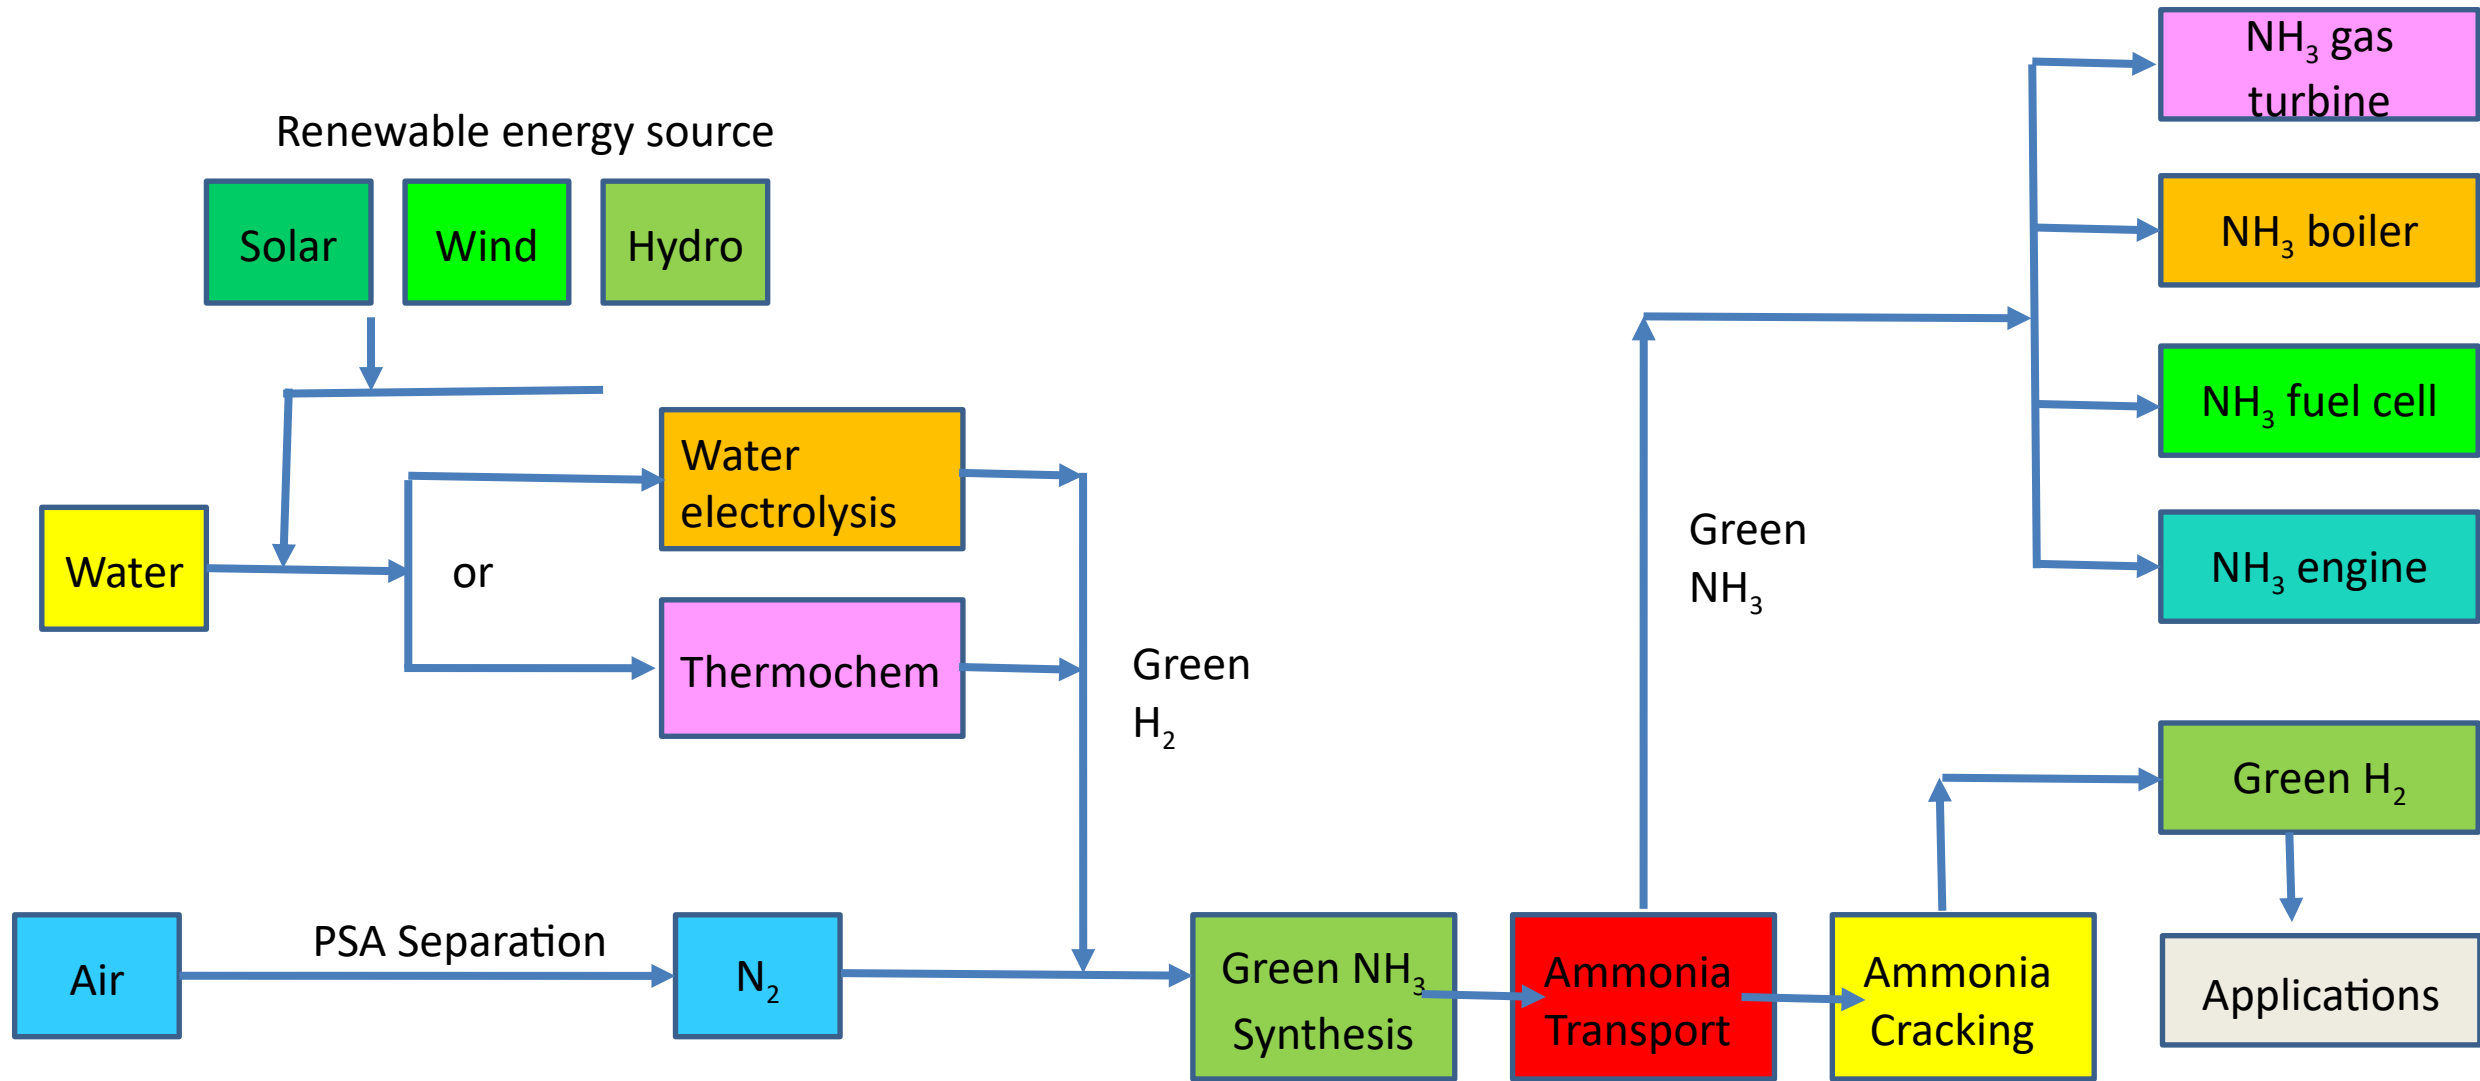 Renewable energy source
Solar
Wind
Hydro
Water
or
Water
electrolysis
Thermochem
Green
H₂
Air
PSA Separation
N₂
Green NH₃
Synthesis
Ammonia
Transport
Ammonia
Cracking
Green
NH₃
NH₃ gas
turbine
NH₃ boiler
NH₃ fuel cell
NH₃ engine
Green H₂
Applications